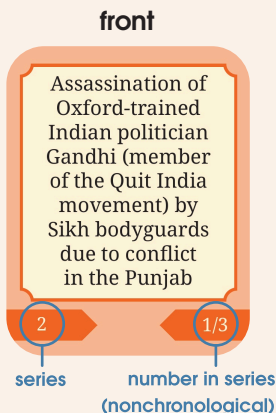 front
Assassination of
Oxford-trained
Indian politician
Gandhi (member
of the Quit India
movement) by
Sikh bodyguards
due to conflict
in the Punjab
2
1/3
series
number in series
(nonchronological)